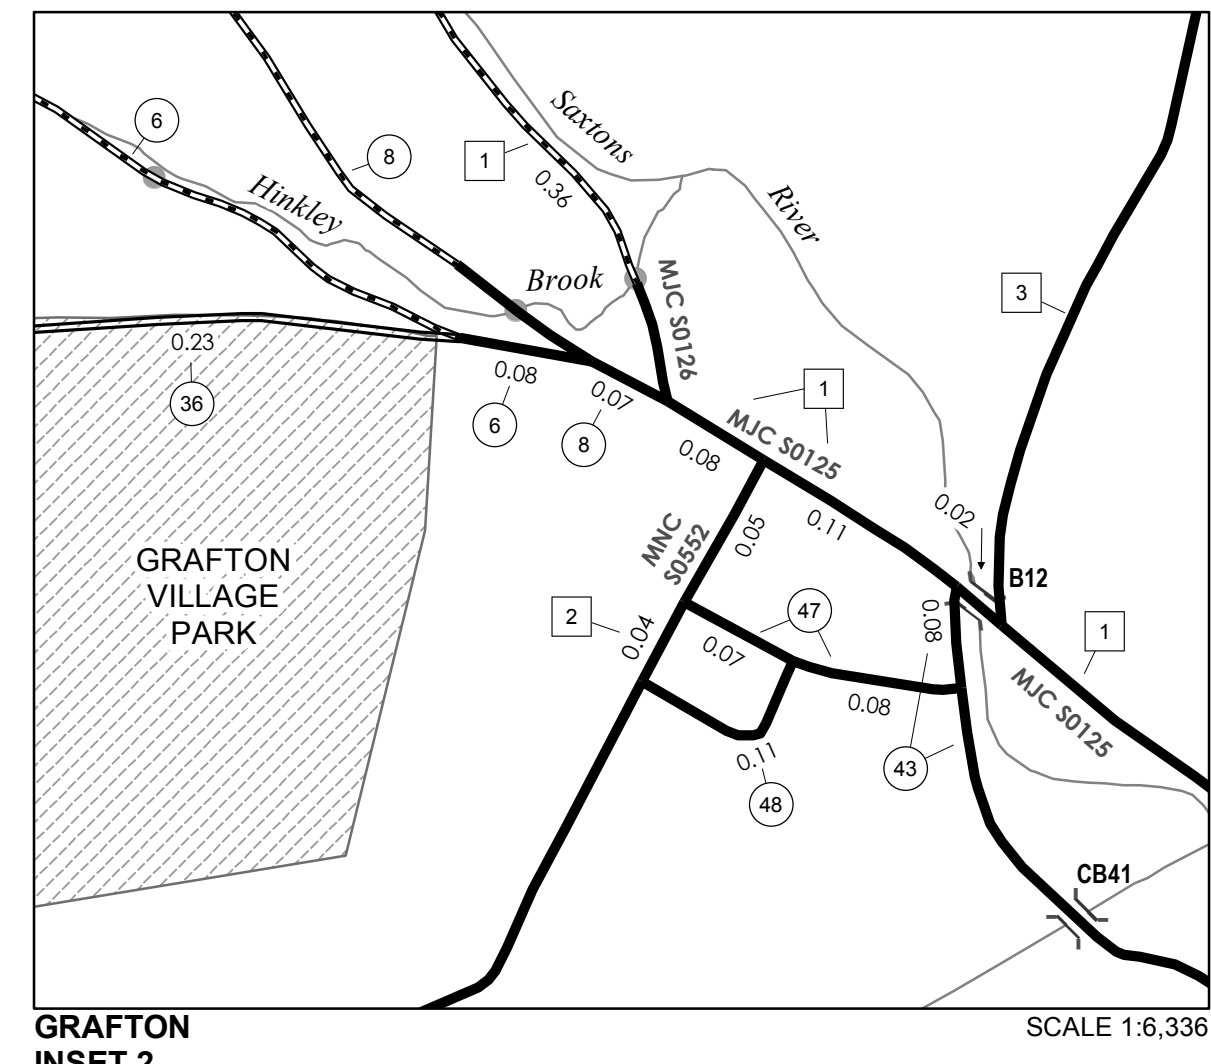 Saxtons
6
8
1
0.36
Hinkley
River
Brook
MJC S0126
3
0.23
36
0.08
6
0.07
8
1
MJC S0125
0.08
0.11
0.02
B12
MNC
S0552
0.05
GRAFTON
VILLAGE
PARK
2
0.04
47
0.07
0.08
0.08
1
MJC S0125
0.11
48
43
CB41
GRAFTON
SCALE 1:6,336
INSET 2